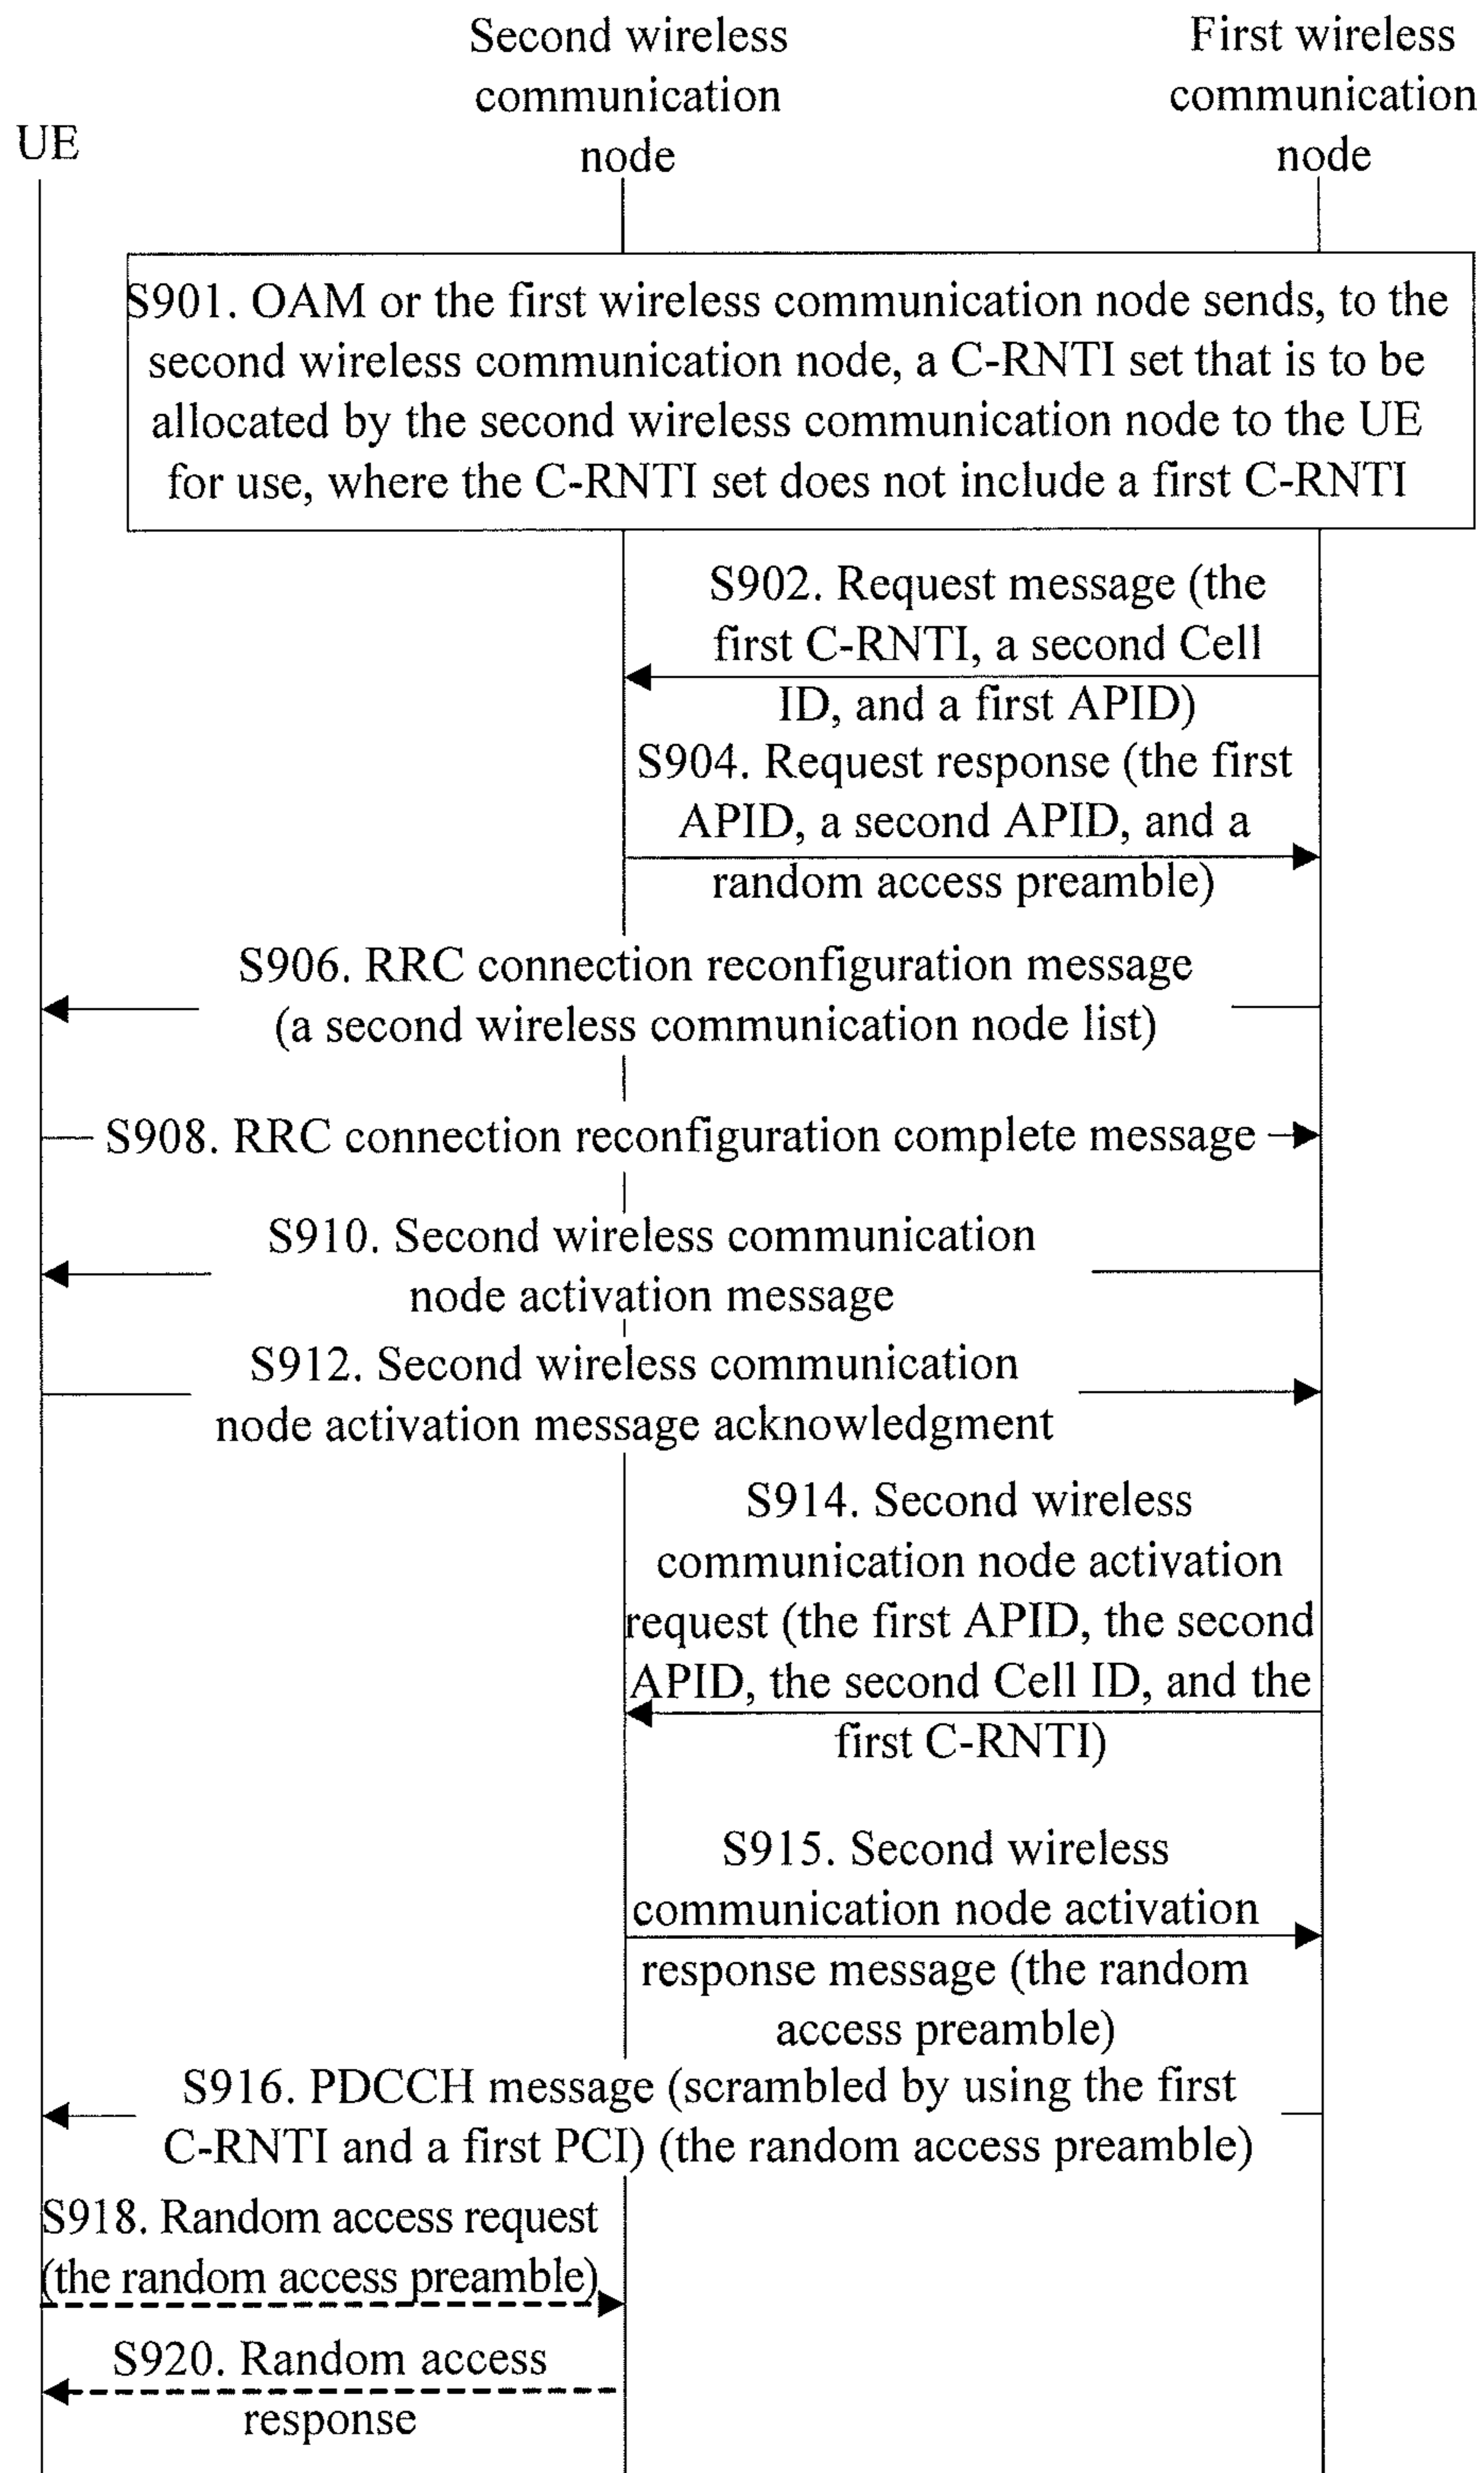 Second wireless
communication
node
First wireless
communication
node
UE
S901. OAM or the first wireless communication node sends, to the
second wireless communication node, a C-RNTI set that is to be
allocated by the second wireless communication node to the UE
for use, where the C-RNTI set does not include a first C-RNTI
S902. Request message (the
first C-RNTI, a second Cell
ID, and a first APID)
S904. Request response (the first
APID, a second APID, and a
random access preamble)
S906. RRC connection reconfiguration message
(a second wireless communication node list)
S908. RRC connection reconfiguration complete message
S910. Second wireless communication
node activation message
S912. Second wireless communication
node activation message acknowledgment
S914. Second wireless
communication node activation
request (the first APID, the second
APID, the second Cell ID, and the
first C-RNTI)
S915. Second wireless
communication node activation
response message (the random
access preamble)
S916. PDCCH message (scrambled by using the first
C-RNTI and a first PCI) (the random access preamble)
S918. Random access request
(the random access preamble)
S920. Random access
response